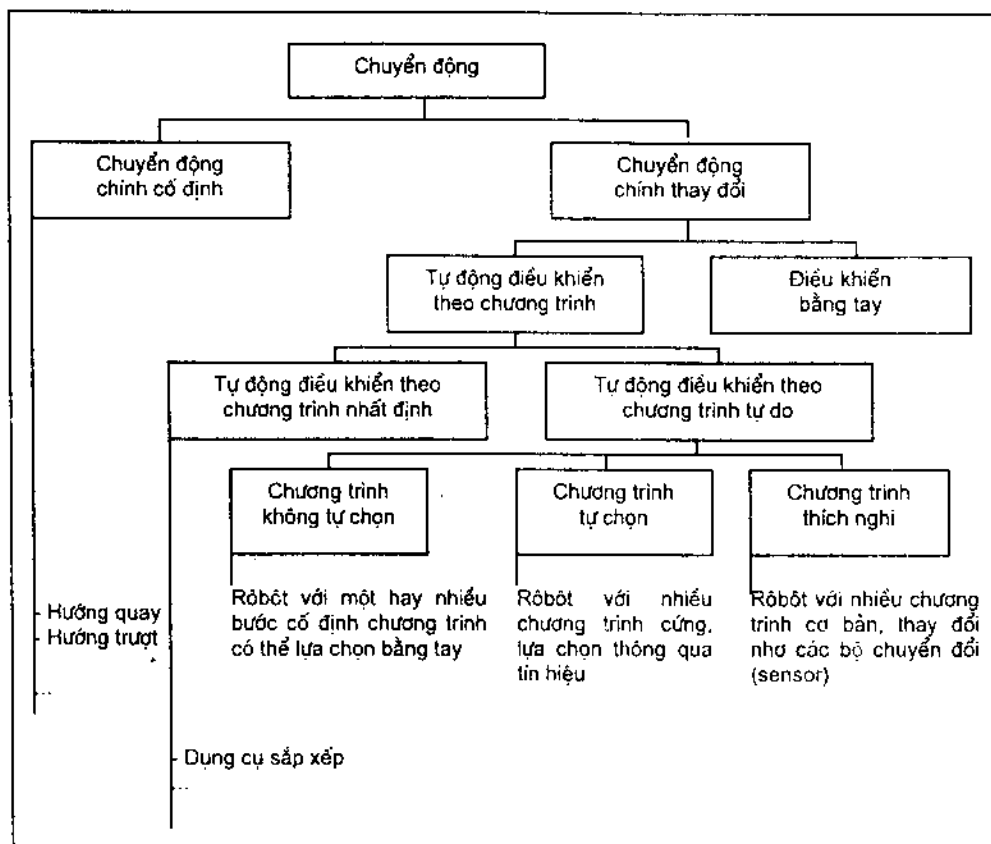 Chuyển động
Chuyển động
chính cố định
Chuyển động
chính thay đổi
Tự động điều khiển
theo chương trình
Điều khiển
bằng tay
Tự động điều khiển theo
chương trình nhất định
Tự động điều khiển theo
chương trình tự do
Chương trình
không tự chọn
Chương trình
tự chọn
Chương trình
thích nghi
- Hướng quay
- Hướng trượt
...
Rôbốt với một hay nhiều
bước cố định chương trình
có thể lựa chọn bằng tay
Rôbốt với nhiều
chương trình cứng,
lựa chọn thông qua
tín hiệu
Rôbốt với nhiều chương
trình cơ bản, thay đổi
nhờ các bộ chuyển đổi
(sensor)
- Dụng cụ sắp xếp
...